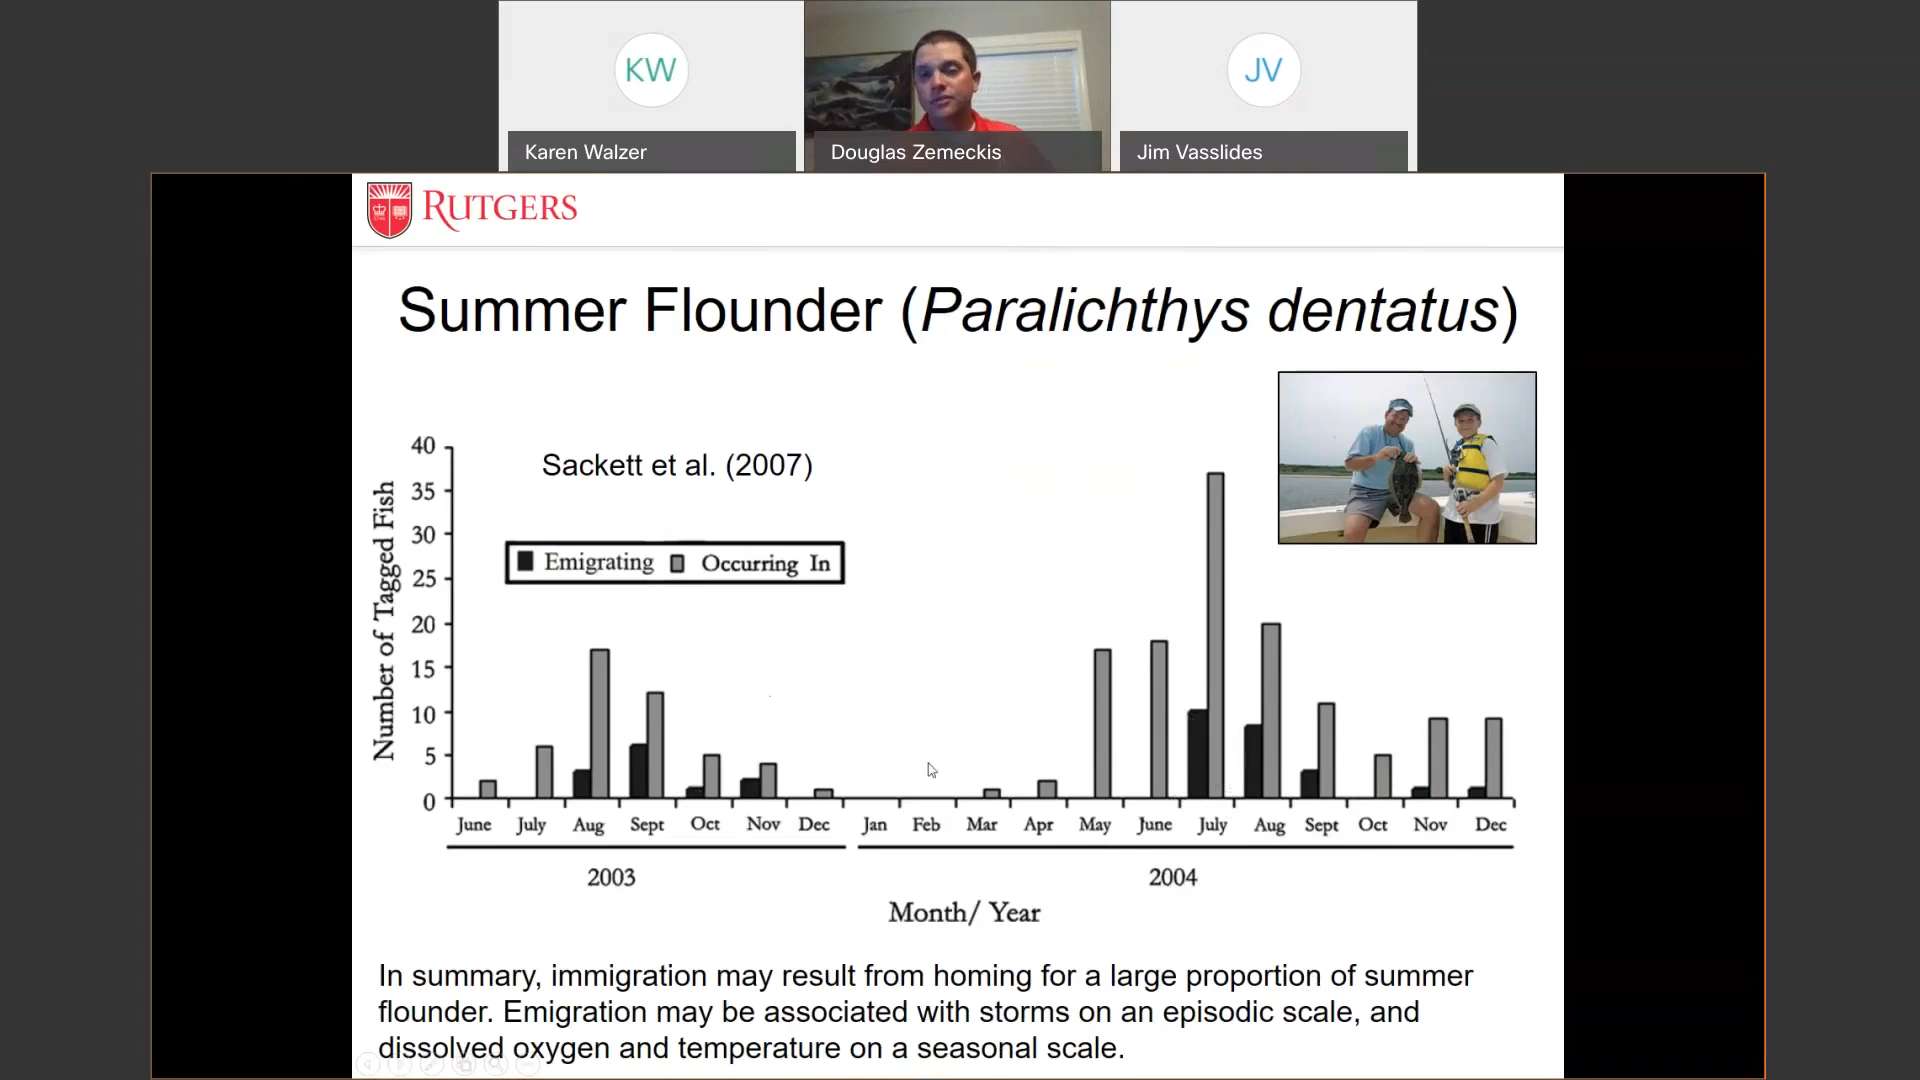 KW
JV
Karen Walzer
Douglas Zemeckis
Jim Vasslides
RUTGERS
Summer Flounder (Paralichthys dentatus)
Sackett et al. (2007)
Emigrating Occurring In
Number of Tagged Fish
40
35
30
25
20
15
10
5
0
June July Aug Sept Oct Nov Dec Jan Feb Mar Apr May June July Aug Sept Oct Nov Dec
2003 2004
Month/ Year
In summary, immigration may result from homing for a large proportion of summer
flounder. Emigration may be associated with storms on an episodic scale, and
dissolved oxygen and temperature on a seasonal scale.